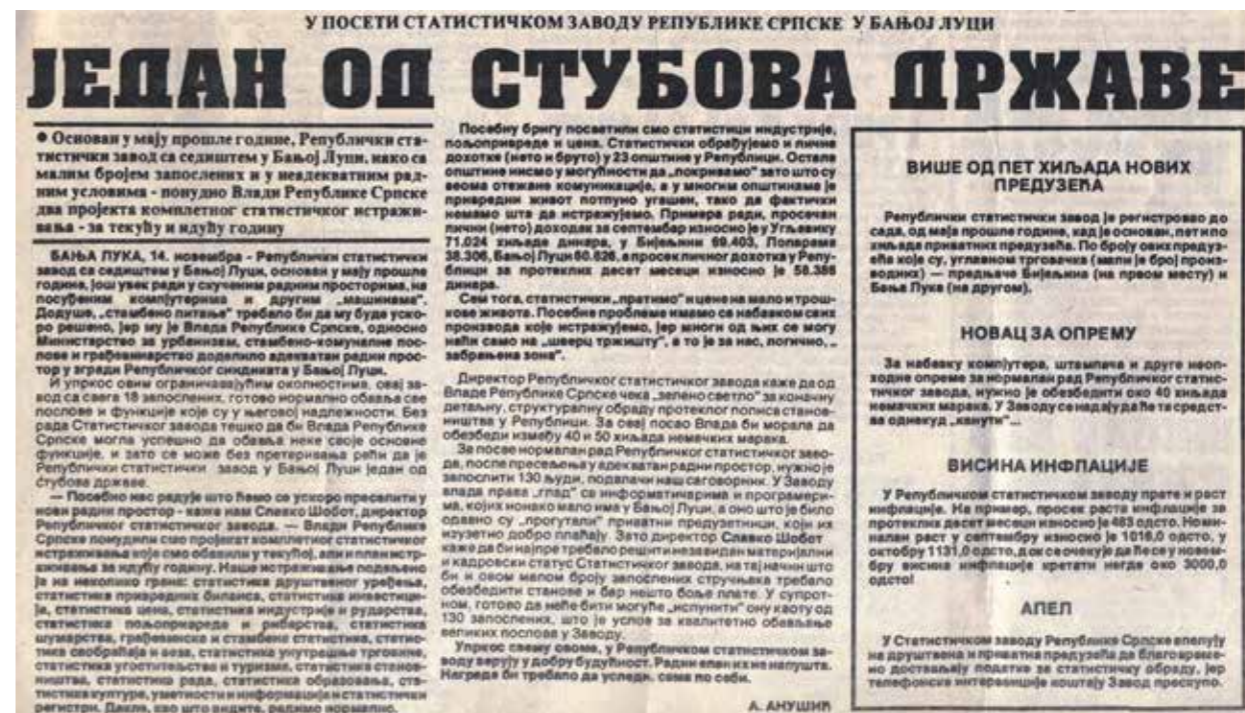 У ПОСЕТИ СТАТИСТИЧКОМ ЗАВОДУ РЕПУБЛИКЕ СРПСКЕ У БАЊОЈ ЛУЦИ
ЈЕДАН ОД СТУБОВА ДРЖАВЕ
● Основан у мају прошле године, Републички ста-
тистички завод са седиштем у Бањој Луци, иако са
малим бројем запослених и у неадекватним рад-
ним условима - понудио Влади Републике Српске
два пројекта комплетног статистичког истражи-
вања - за текућу и идућу годину
БАЊА ЛУКА, 14. новембра - Републички статистички
завод са седиштем у Бањој Луци, основан у мају прошле
године, још увек ради у скученим радним просторима, на
посуђеним компјутерима и другим „машинама".
Додуше, „стамбено питање" требало би да му буде уско-
ро решено, јер му је Влада Републике Српске, односно
Министарство за урбанизам, стамбено-комуналне пос-
лове и грађевинарство доделило адекватан радни прос-
тор у згради Републичког синдиката у Бањој Луци.
И упркос овим ограничавајућим околностима, овај за-
вод са свега 18 запослених, готово нормално обавља све
послове и функције које су у његовој надлежности. Без
рада Статистичког завода тешко да би Влада Републике
Српске могла успешно да обавља неке своје основне
функције, и зато се може без претеривања рећи да је
Републички статистички завод у Бањој Луци један од
стубова државе.
— Посебно нас радује што ћемо се ускоро преселити у
нови радни простор - каже нам Славко Шобот, директор
Републичког статистичког завода. — Влади Републике
Српске понудили смо пројекат комплетног статистичког
истраживања које смо обавили у текућој, али и план истр-
аживања за идућу годину. Наше истраживање подељено
је на неколико грана: статистика друштвеног уређења,
статистика привредних биланса, статистика инвестици-
ја, статистика цена, статистика индустрије и рударства,
статистика пољопривреде и рибарства, статистика
шумарства, грађевинска и стамбена статистика, статис-
тика саобраћаја и веза, статистика унутрашње трговине,
статистика угоститељства и туризма, статистика станов-
ништва, статистика рада, статистика образовања, ста-
тистика културе, уметности и информација и статистички
регистри. Дакле, као што видите, радимо нормално.
Посебну бригу посветили смо статистици индустрије,
пољопривреде и цена. Статистички обрађујемо и личне
дохотке (нето и бруто) у 23 општине у Републици. Остале
општине нисмо у могућности да „покривамо" зато што су
веома отежане комуникације, а у многим општинама је
привредни живот потпуно угашен, тако да фактички
немамо шта да истражујемо. Примера ради, просечан
лични (нето) доходак за септембар износио је у Угљевику
71.024 хиљаде динара, у Бијељини 69.403, Лопарама
38.306, Бањој Луци 60.626, а просек личног дохотка у Репу-
блици за протеклих десет месеци износио је 58.386
динара.
Сем тога, статистички „пратимо" и цене на мало и трош-
кове живота. Посебне проблеме имамо са набавком свих
производа које истражујемо, јер многи од њих се могу
наћи само на „шверц тржишту", а то је за нас, логично, „
забрањена зона".
Директор Републичког статистичког завода каже да од
Владе Републике Српске чека „зелено светло" за коначну
детаљну, структуралну обраду протеклог пописа станов-
ништва у Републици. За овај посао Влада би морала да
обезбеди између 40 и 50 хиљада немачких марака.
За посве нормалан рад Републичког статистичког заво-
да, после пресељења у адекватан радни простор, нужно је
запослити 130 људи, подвлачи наш саговорник. У Заводу
влада права „глад" са информатичарима и програмери-
ма, којих ионако мало има у Бањој Луци, а оно што је било
одавно су „прогутали" приватни предузетници, који их
изузетно добро плаћају. Зато директор Славко Шобот
каже да би најпре требало решити незавидан материјални
и кадровски статус Статистичког завода, на тај начин што
би и овом малом броју запослених стручњака требало
обезбедити станове и бар нешто боље плате. У супрот-
ном, готово да неће бити могуће „испунити" ону квоту од
130 запослених, што је услов за квалитетно обављање
великих послова у Заводу.
Упркос свему овоме, у Републичком статистичком за-
воду верују у добру будућност. Радни елан их не напушта.
Награда би требало да уследи, сама по себи.
А. АНУШИЋ
ВИШЕ ОД ПЕТ ХИЉАДА НОВИХ
ПРЕДУЗЕЋА
Републички статистички завод је регистровао до
сада, од маја прошле године, кад је основан, пет и по
хиљада приватних предузећа. По броју ових предуз-
ећа које су, углавном трговачка (мали је број произ-
водних) — предњаче Бијељина (на првом месту) и
Бања Лука (на другом).
НОВАЦ ЗА ОПРЕМУ
За набавку компјутера, штампача и друге неоп-
ходне опреме за нормалан рад Републичког статис-
тичког завода, нужно је обезбедити око 40 хиљада
немачких марака. У Заводу се надају да ће та средст-
ва однекуд „канути"...
ВИСИНА ИНФЛАЦИЈЕ
У Републичком статистичком заводу прате и раст
инфлације. На пример, просек раста инфлације за
протеклих десет месеци износио је 483 одсто. Номи-
налан раст у септембру износио је 1016,0 одсто, у
октобру 1131,0 одсто, док се очекује да ће се у новем-
бру висина инфлације кретати негде око 3000,0
одсто!
АПЕЛ
У Статистичком заводу Републике Српске апелују
на друштвена и приватна предузећа да благовреме-
но достављају податке за статистичку обраду, јер
телефонске интервенције коштају Завод прескупо.